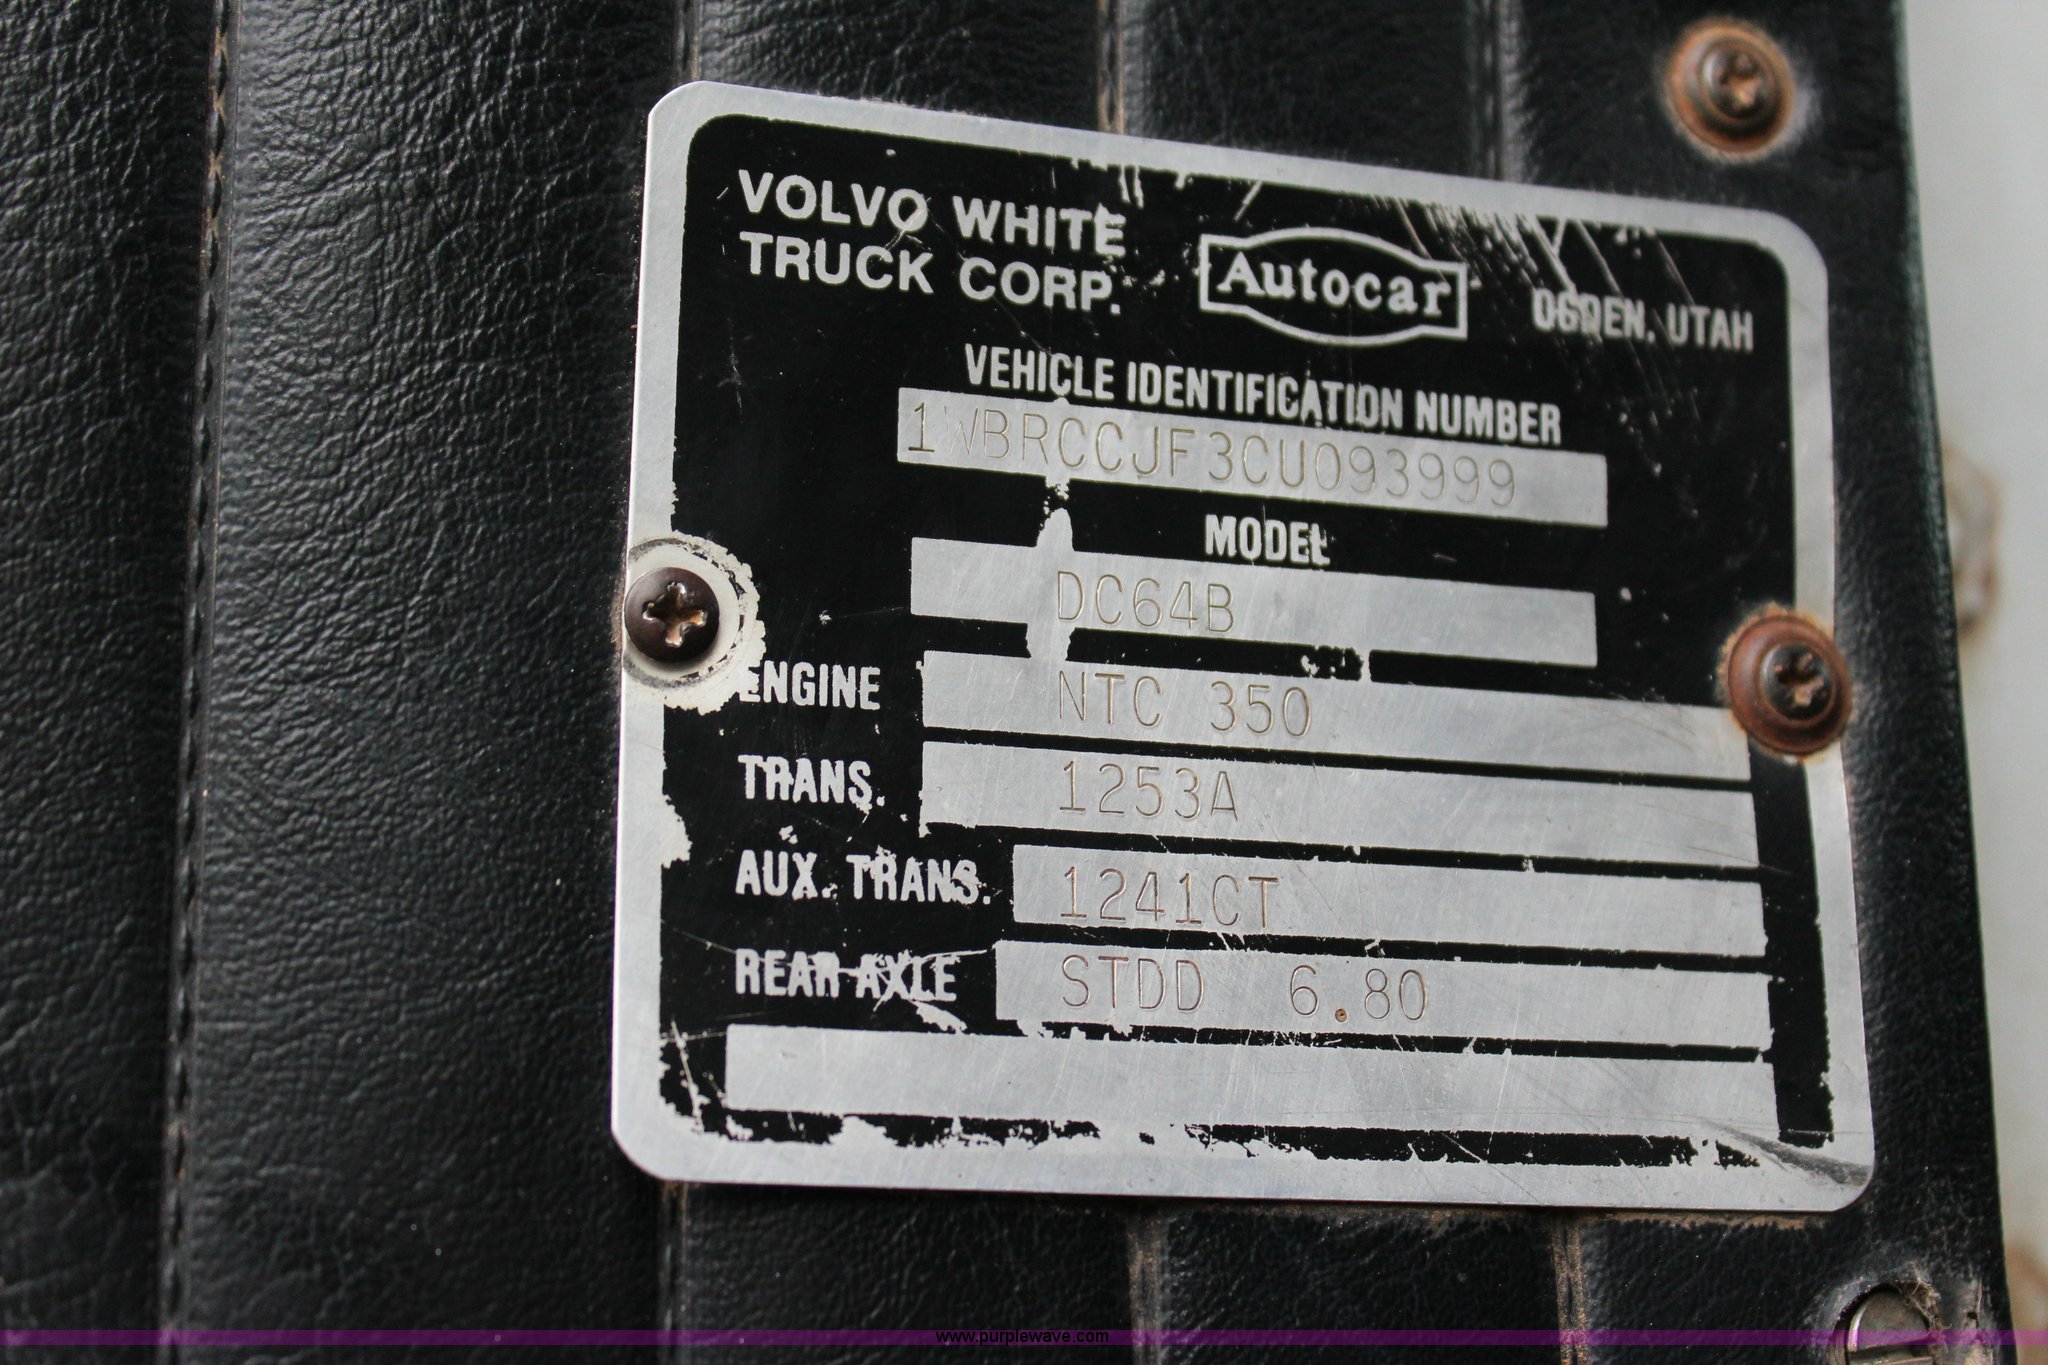 VOLVO WHITE
TRUCK CORP.
Autocar
OGDEN, UTAH
VEHICLE IDENTIFICATION NUMBER
1WBRCCJF3CU093999
MODEL
DC64B
ENGINE NTC 350
TRANS. 1253A
AUX. TRANS. 1241CT
REAR AXLE STDD 6.80
www.purplewave.com